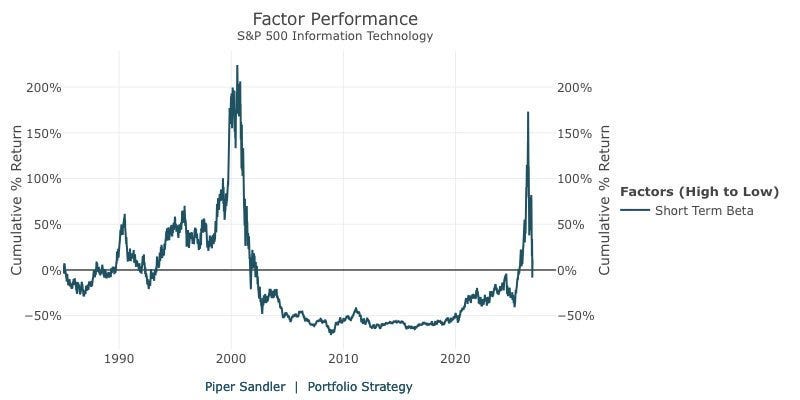 Factor Performance
S&P 500 Information Technology
Cumulative % Return
200%
150%
100%
50%
0%
−50%
200%
150%
100%
50%
0%
−50%
Cumulative % Return
Factors (High to Low)
Short Term Beta
1990
2000
2010
2020
Piper Sandler | Portfolio Strategy